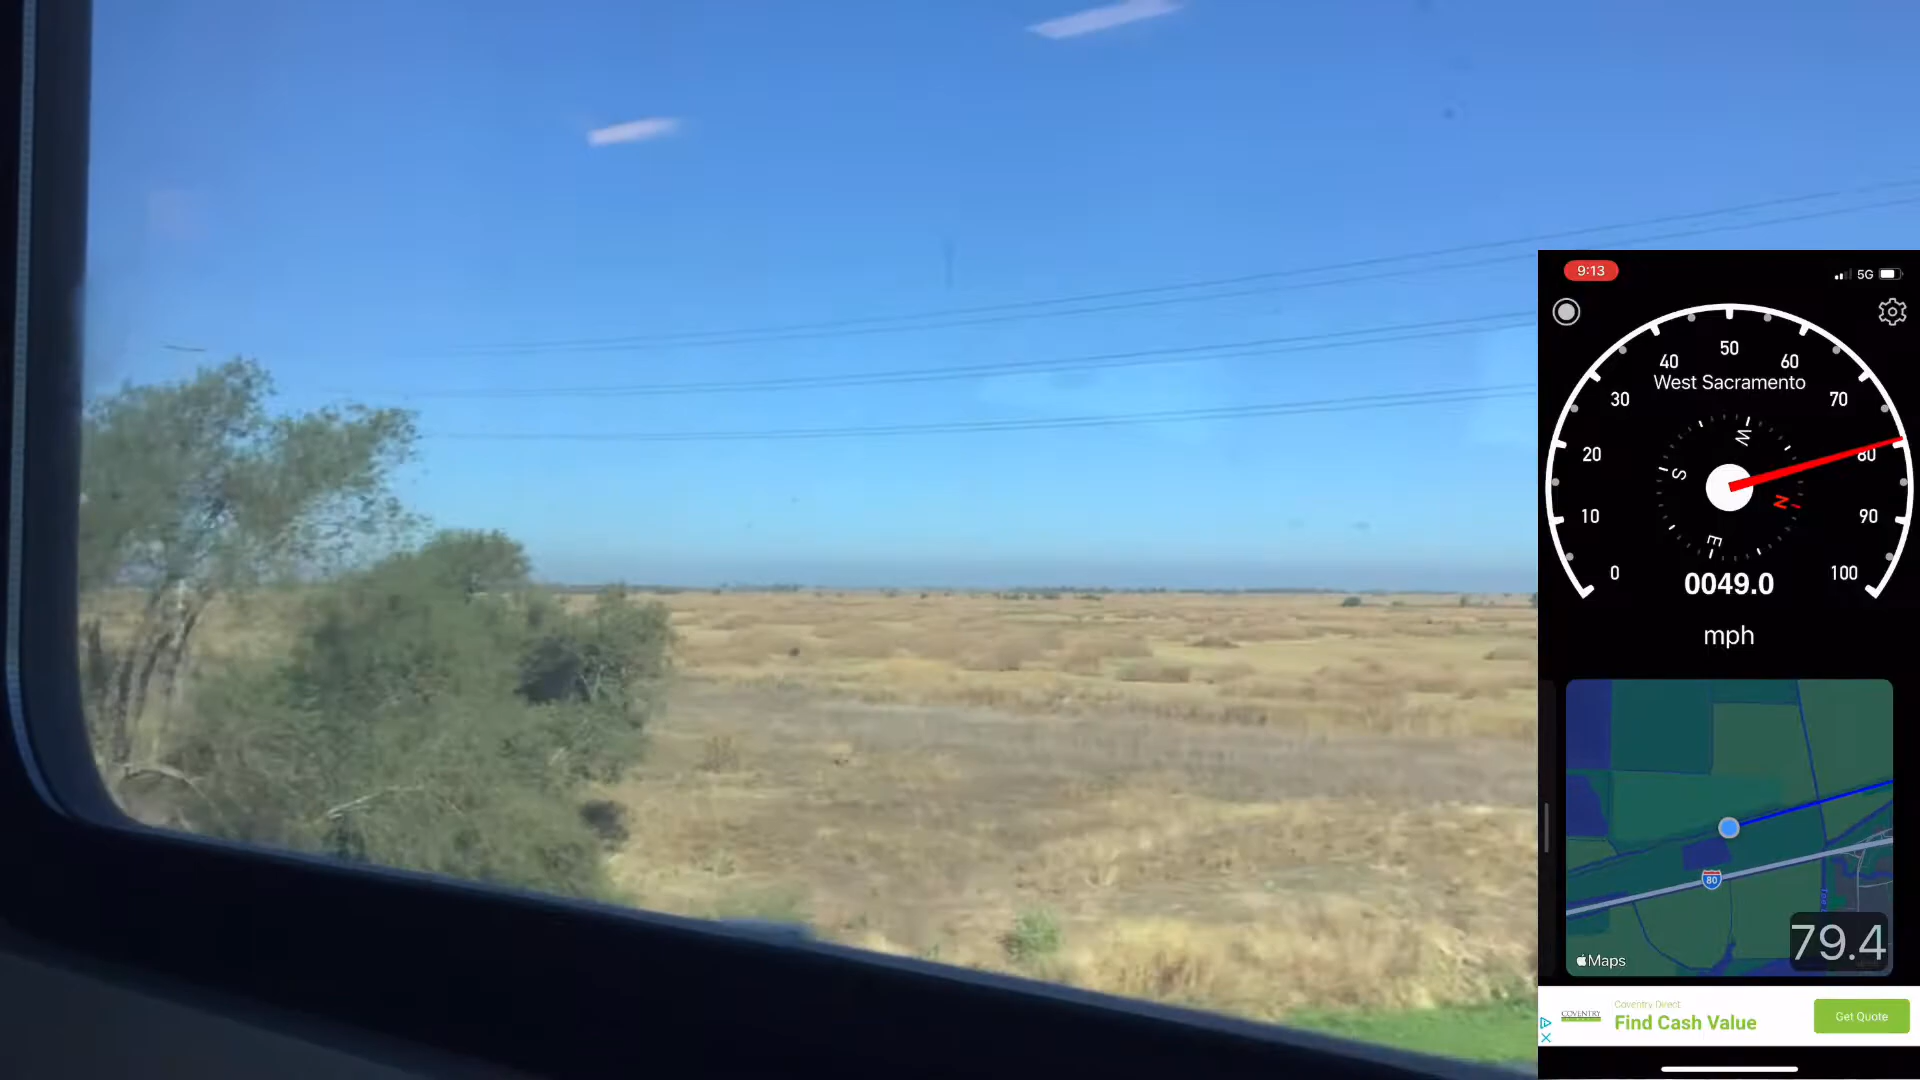 9:13
5G
50
40
60
West Sacramento
30
70
W
20
80
S
N
10
90
E
0
100
0049.0
mph
80
79.4
Maps
Coventry Direct
COVENTRY
Find Cash Value
Get Quote